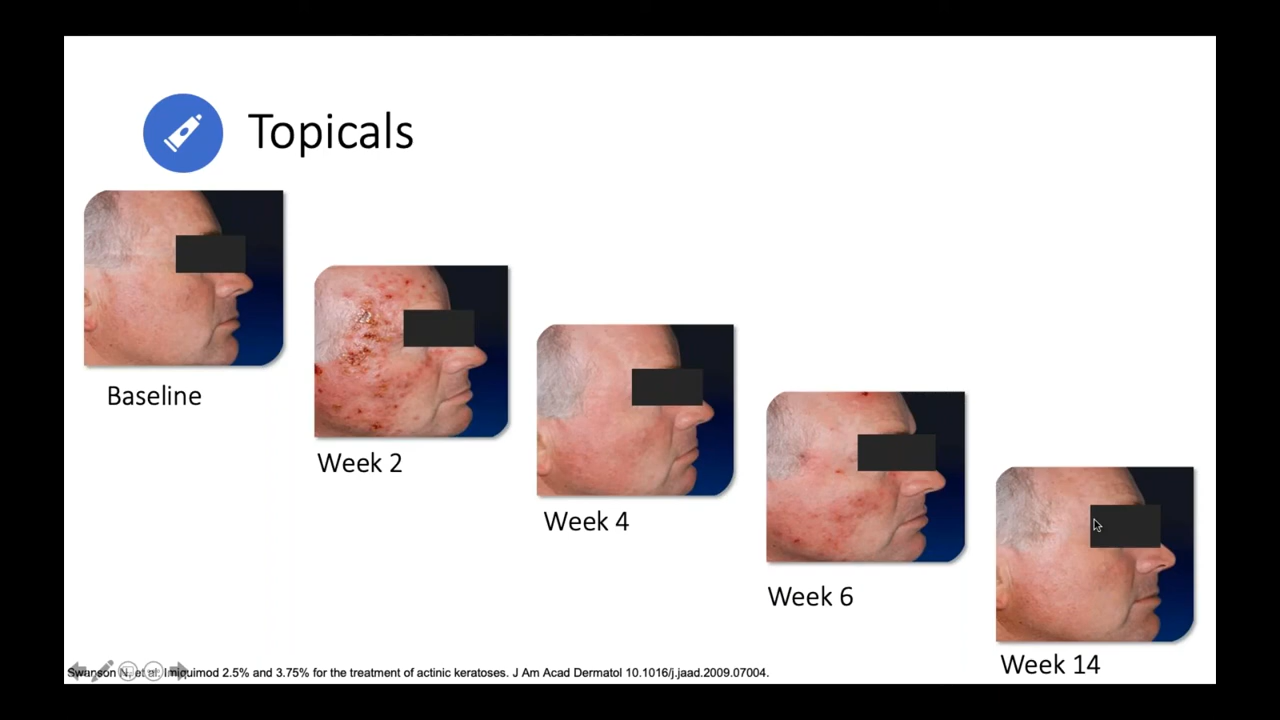 Topicals
Baseline
Week 2
Week 4
Week 6
Week 14
Swanson N, et al. Imiquimod 2.5% and 3.75% for the treatment of actinic keratoses. J Am Acad Dermatol 10.1016/j.jaad.2009.07004.